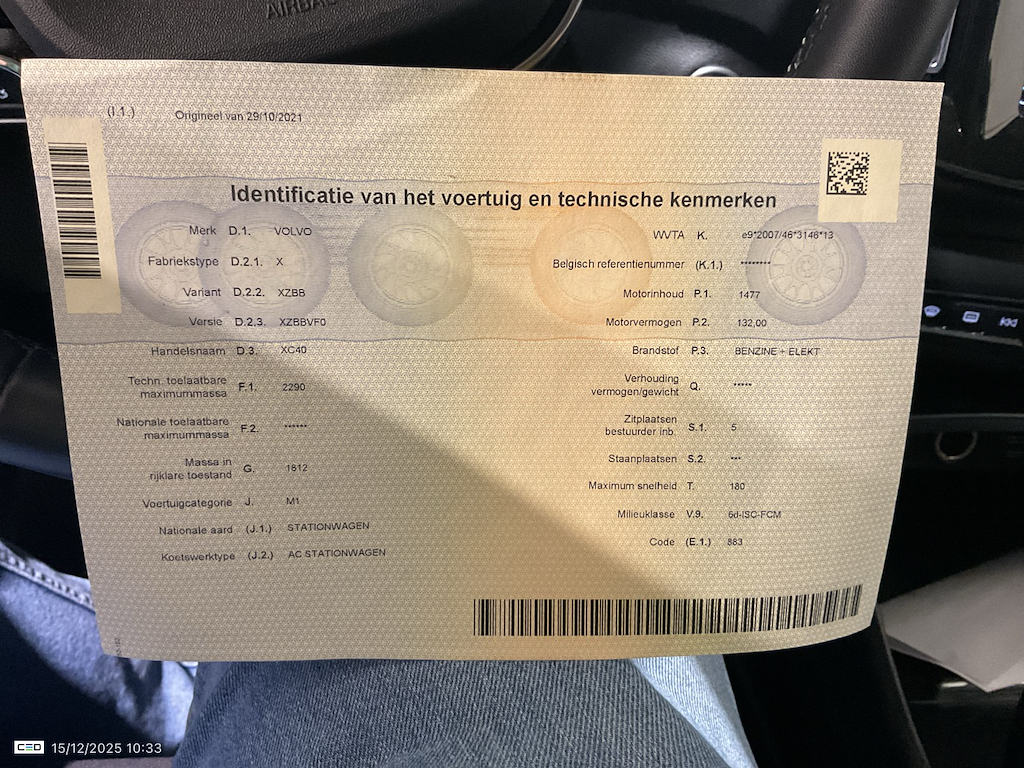 AIRBAG
(I.1.) Origineel van 29/10/2021
Identificatie van het voertuig en technische kenmerken
Merk D.1. VOLVO
Fabriekstype D.2.1. X
Variant D.2.2. XZBB
Versie D.2.3. XZBBVF0
Handelsnaam D.3. XC40
Techn. toelaatbare
maximummassa F.1. 2290
Nationale toelaatbare
maximummassa F.2. ******
Massa in
rijklare toestand G. 1812
Voertuigcategorie J. M1
Nationale aard (J.1.) STATIONWAGEN
Koetswerktype (J.2.) AC STATIONWAGEN
WVTA K. e9*2007/46*3146*13
Belgisch referentienummer (K.1.) ********
Motorinhoud P.1. 1477
Motorvermogen P.2. 132,00
Brandstof P.3. BENZINE + ELEKT
Verhouding
vermogen/gewicht Q. *****
Zitplaatsen
bestuurder inb. S.1. 5
Staanplaatsen S.2. ***
Maximum snelheid T. 180
Milieuklasse V.9. 6d-ISC-FCM
Code (E.1.) 883
CEO 15/12/2025 10:33